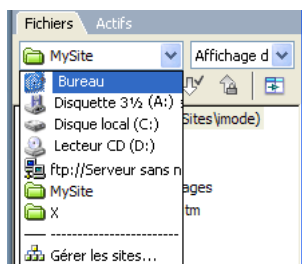 Fichiers Actifs
MySite Affichage d
Bureau
Disquette 3½ (A:)
Disque local (C:) Sites\imode)
Lecteur CD (D:)
ftp://Serveur sans n
MySite ages
X tm
Gérer les sites...